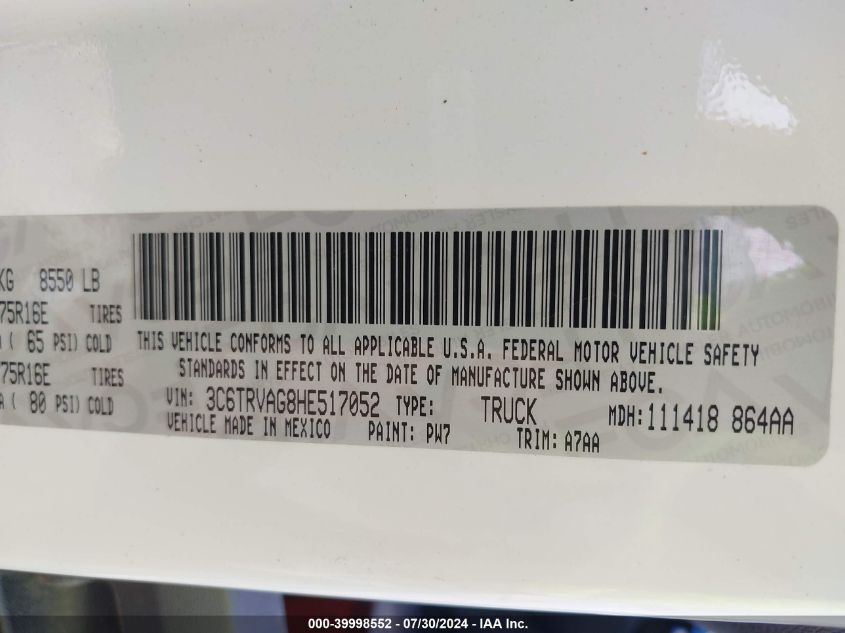 KG 8550 LB
75R16E TIRES
( 65 PSI) COLD
75R16E TIRES
A ( 80 PSI) COLD
THIS VEHICLE CONFORMS TO ALL APPLICABLE U.S.A. FEDERAL MOTOR VEHICLE SAFETY
STANDARDS IN EFFECT ON THE DATE OF MANUFACTURE SHOWN ABOVE.
VIN: 3C6TRVAG8HE517052 TYPE: TRUCK MDH: 111418 864AA
VEHICLE MADE IN MEXICO PAINT: PW7 TRIM: A7AA
000-39998552 - 07/30/2024 - IAA Inc.